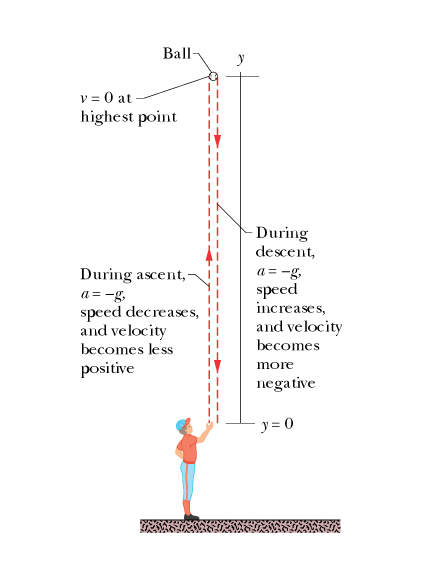 Ball
y
v = 0 at
highest point
During
descent,
a = −g,
speed
increases,
and velocity
becomes
more
negative
During ascent,
a = −g,
speed decreases,
and velocity
becomes less
positive
y = 0